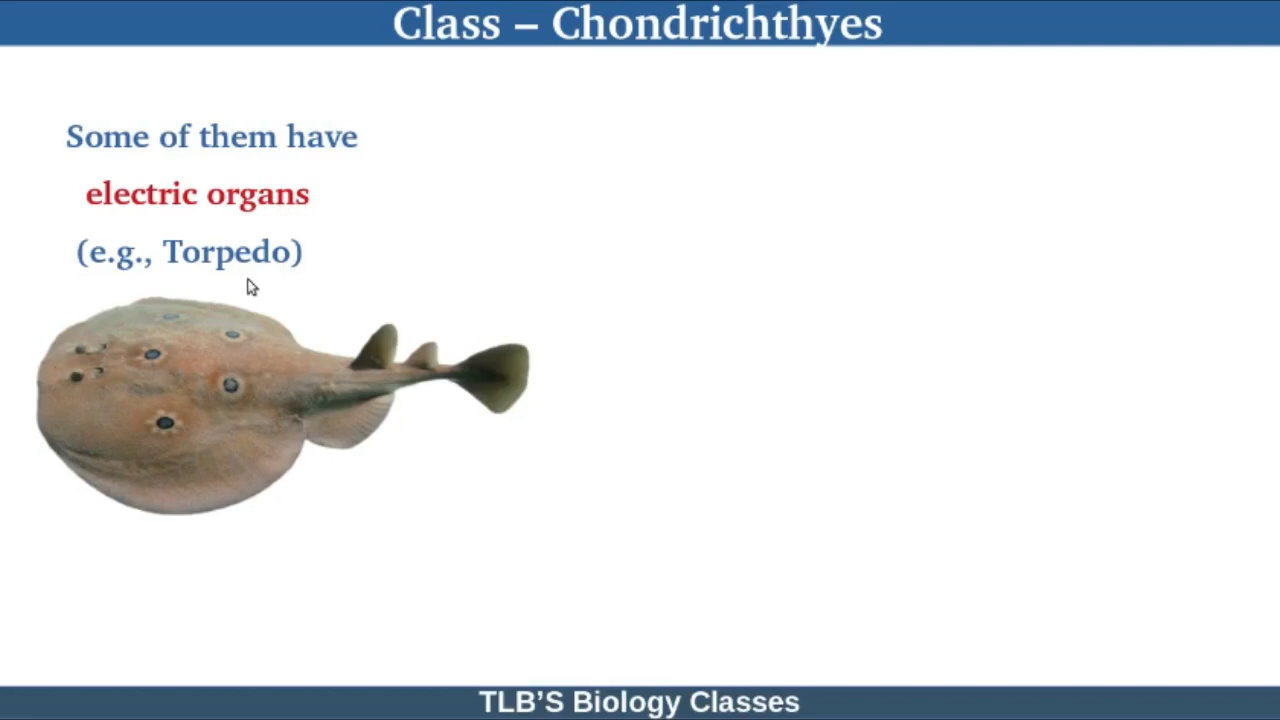 Class – Chondrichthyes
Some of them have
electric organs
(e.g., Torpedo)
TLB'S Biology Classes